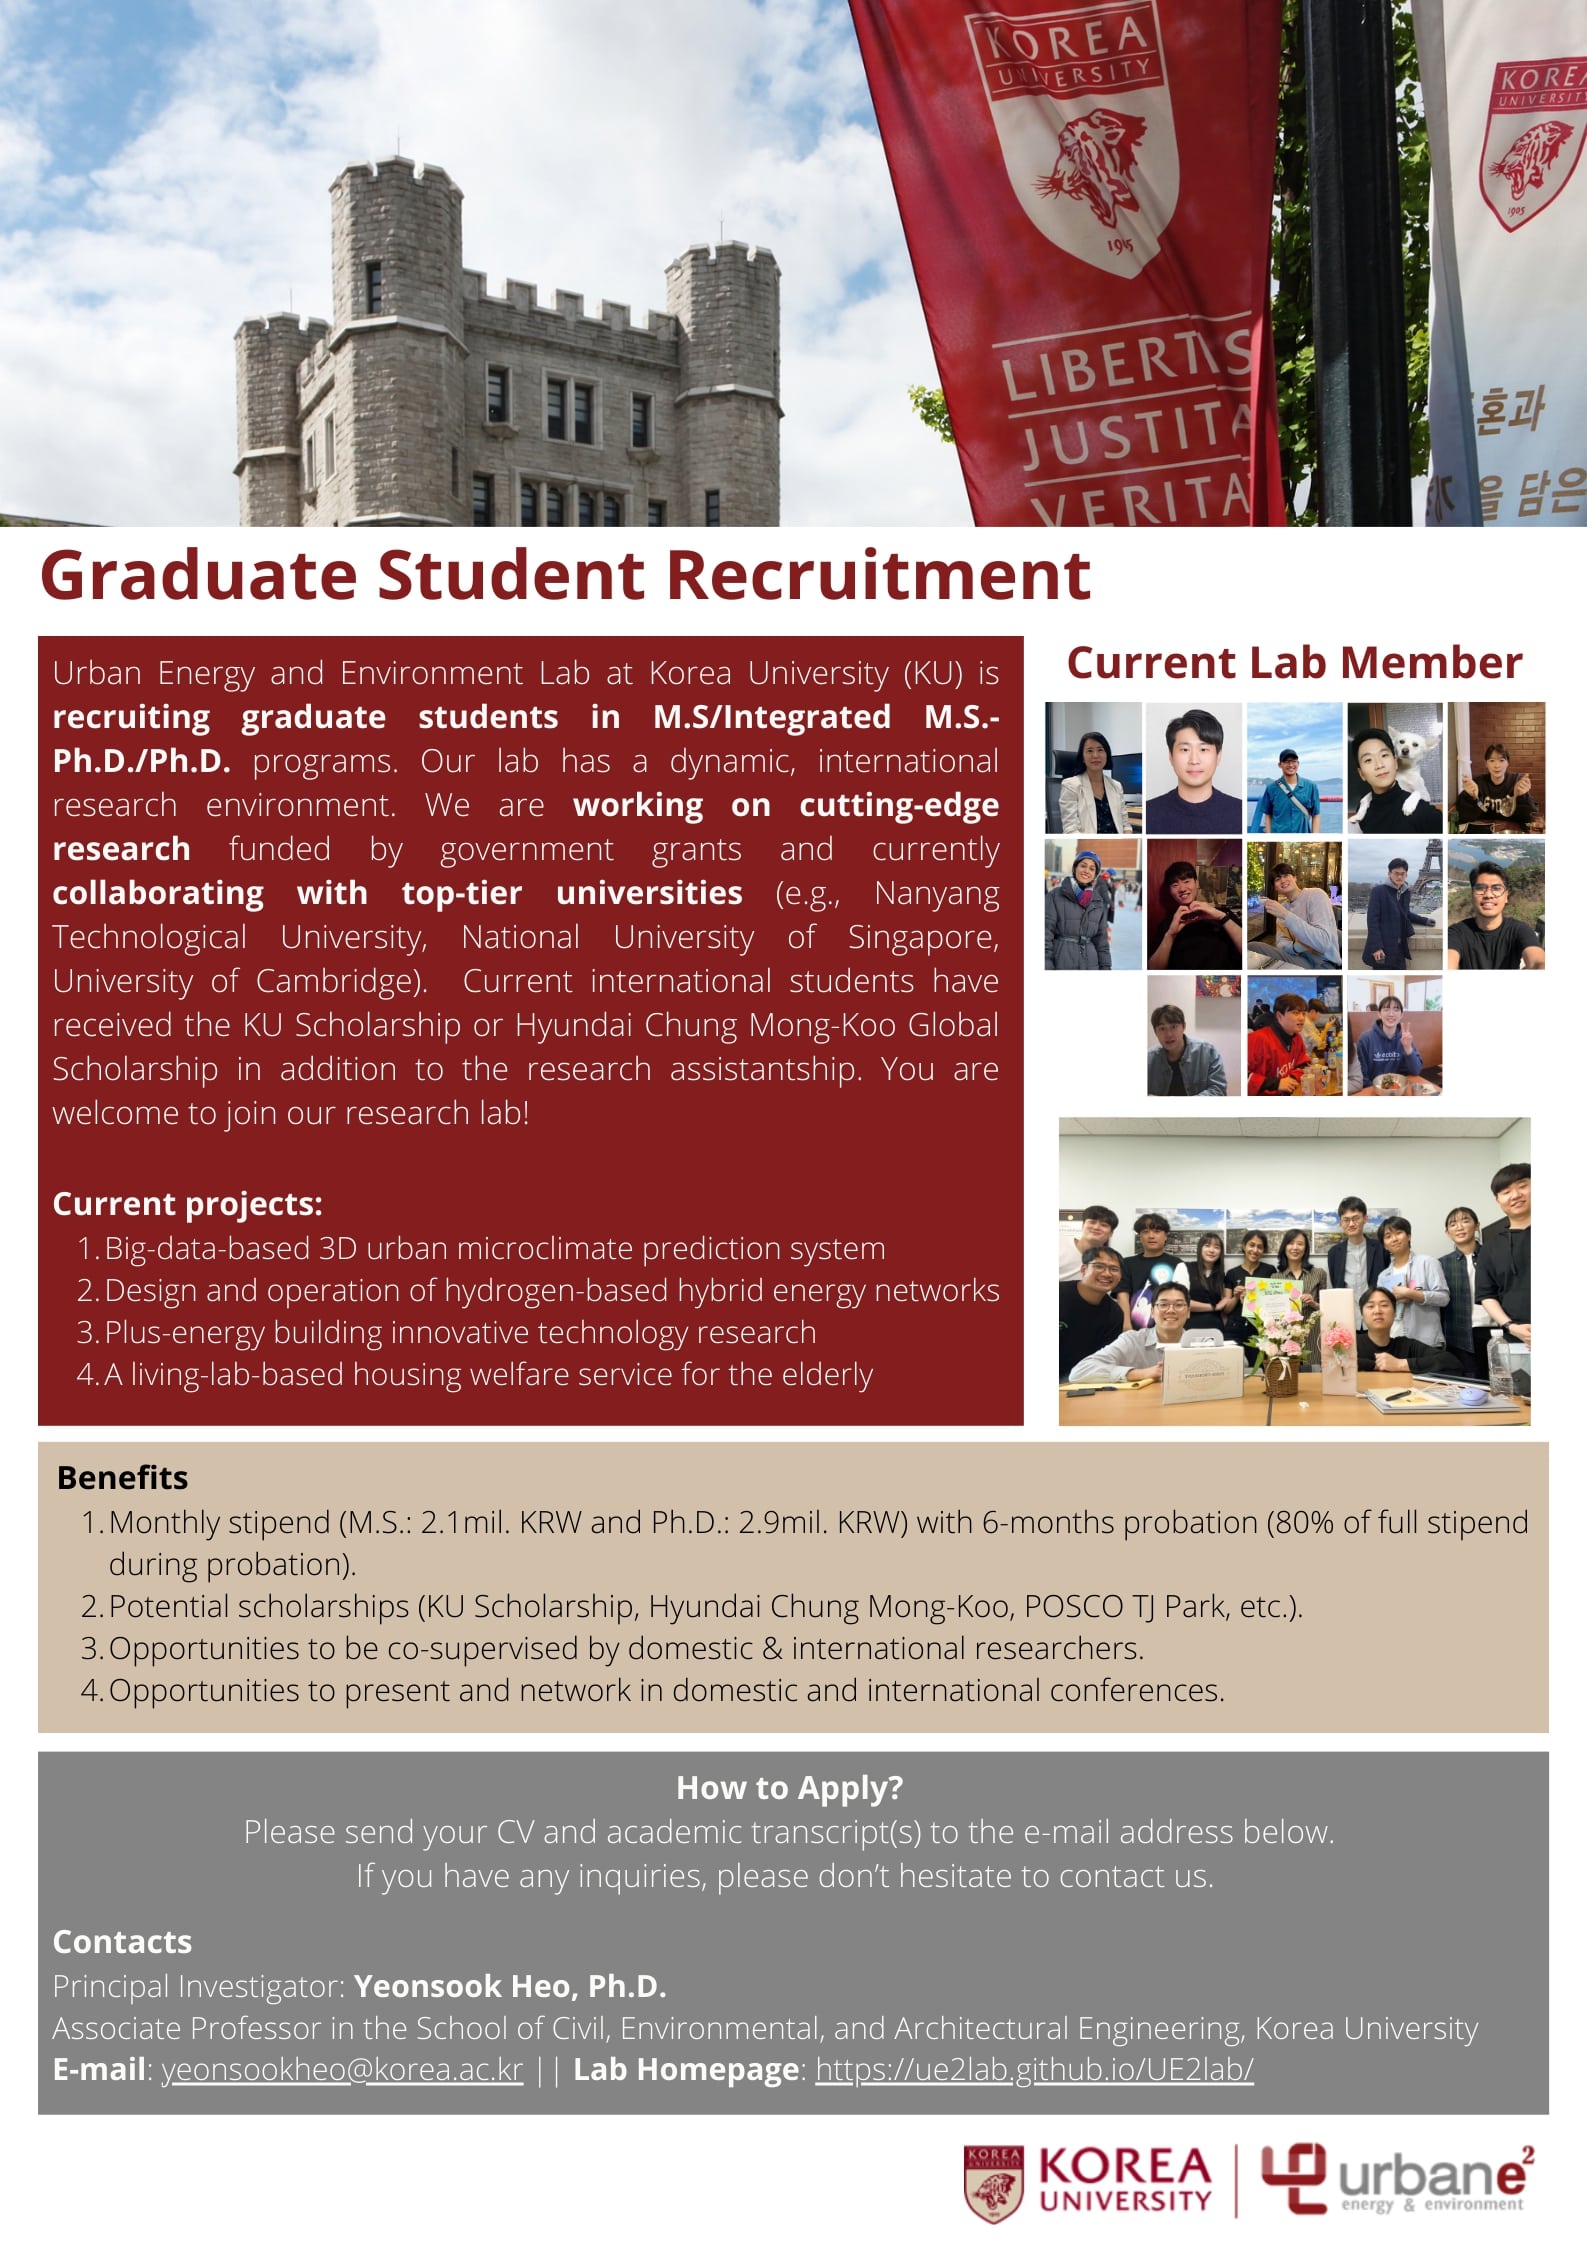 KOREA
UNIVERSITY
1905
LIBERTAS
JUSTITIA
VERITAS
KOREA
UNIVERSITY
1905
혼과
을 담은
Graduate Student Recruitment
Urban Energy and Environment Lab at Korea University (KU) is
recruiting graduate students in M.S/Integrated M.S.-
Ph.D./Ph.D. programs. Our lab has a dynamic, international
research environment. We are working on cutting-edge
research funded by government grants and currently
collaborating with top-tier universities (e.g., Nanyang
Technological University, National University of Singapore,
University of Cambridge). Current international students have
received the KU Scholarship or Hyundai Chung Mong-Koo Global
Scholarship in addition to the research assistantship. You are
welcome to join our research lab!
Current projects:
1. Big-data-based 3D urban microclimate prediction system
2. Design and operation of hydrogen-based hybrid energy networks
3. Plus-energy building innovative technology research
4. A living-lab-based housing welfare service for the elderly
Current Lab Member
Benefits
1. Monthly stipend (M.S.: 2.1mil. KRW and Ph.D.: 2.9mil. KRW) with 6-months probation (80% of full stipend
during probation).
2. Potential scholarships (KU Scholarship, Hyundai Chung Mong-Koo, POSCO TJ Park, etc.).
3. Opportunities to be co-supervised by domestic & international researchers.
4. Opportunities to present and network in domestic and international conferences.
How to Apply?
Please send your CV and academic transcript(s) to the e-mail address below.
If you have any inquiries, please don't hesitate to contact us.
Contacts
Principal Investigator: Yeonsook Heo, Ph.D.
Associate Professor in the School of Civil, Environmental, and Architectural Engineering, Korea University
E-mail: yeonsookheo@korea.ac.kr || Lab Homepage: https://ue2lab.github.io/UE2lab/
KOREA
UNIVERSITY
1905
KOREA
UNIVERSITY
urbane²
energy & environment